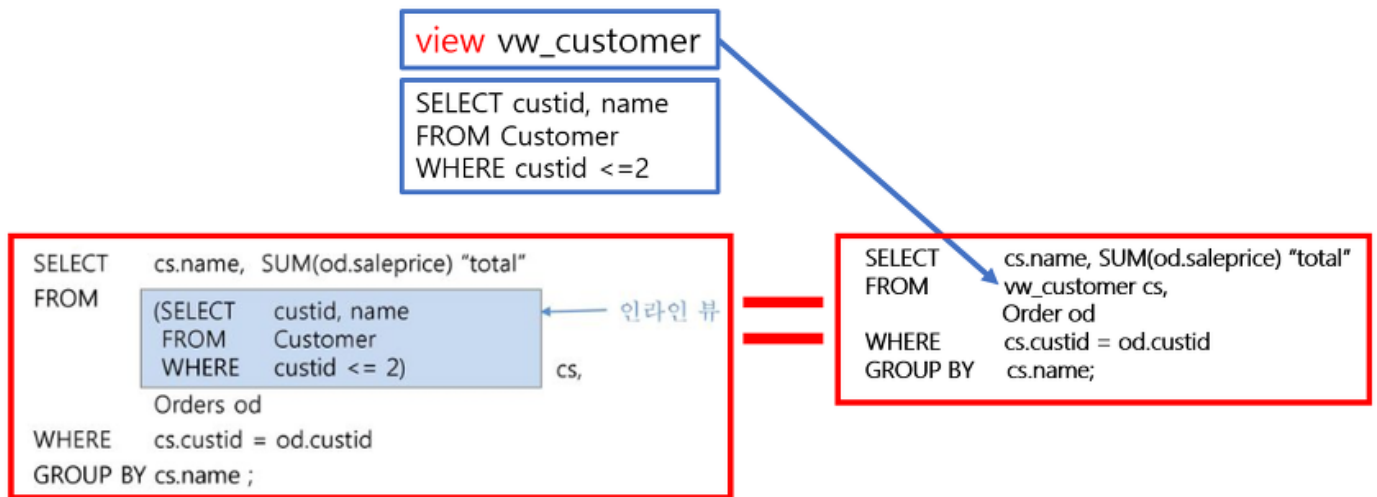 view vw_customer
SELECT custid, name
FROM Customer
WHERE custid <=2
SELECT cs.name, SUM(od.saleprice) “total”
FROM
(SELECT custid, name
FROM Customer
WHERE custid <= 2) cs,
인라인 뷰
Orders od
WHERE cs.custid = od.custid
GROUP BY cs.name ;
SELECT cs.name, SUM(od.saleprice) “total”
FROM vw_customer cs,
Order od
WHERE cs.custid = od.custid
GROUP BY cs.name;